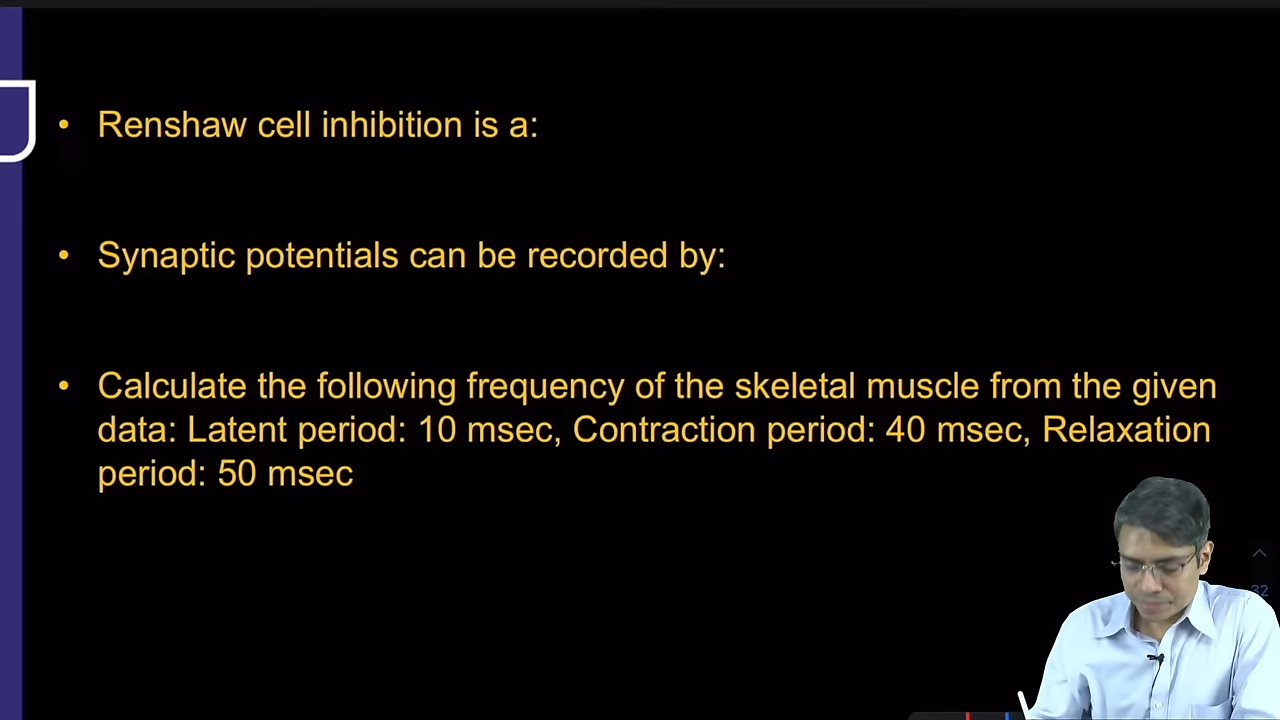 • Renshaw cell inhibition is a:
• Synaptic potentials can be recorded by:
• Calculate the following frequency of the skeletal muscle from the given
data: Latent period: 10 msec, Contraction period: 40 msec, Relaxation
period: 50 msec
32